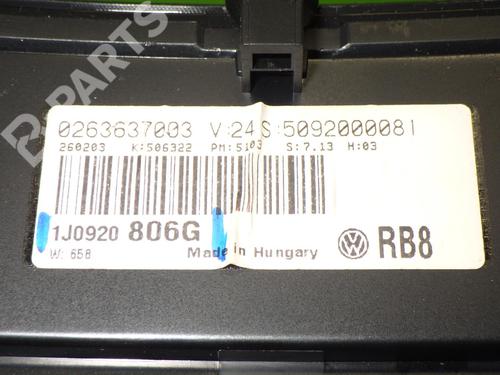 B-PARTS
0263637003 V:24 S:5092000081
260203 K:506322 PM:5103 S:7.13 H:03
1J0920 806G
W: 658 Made in Hungary RB8